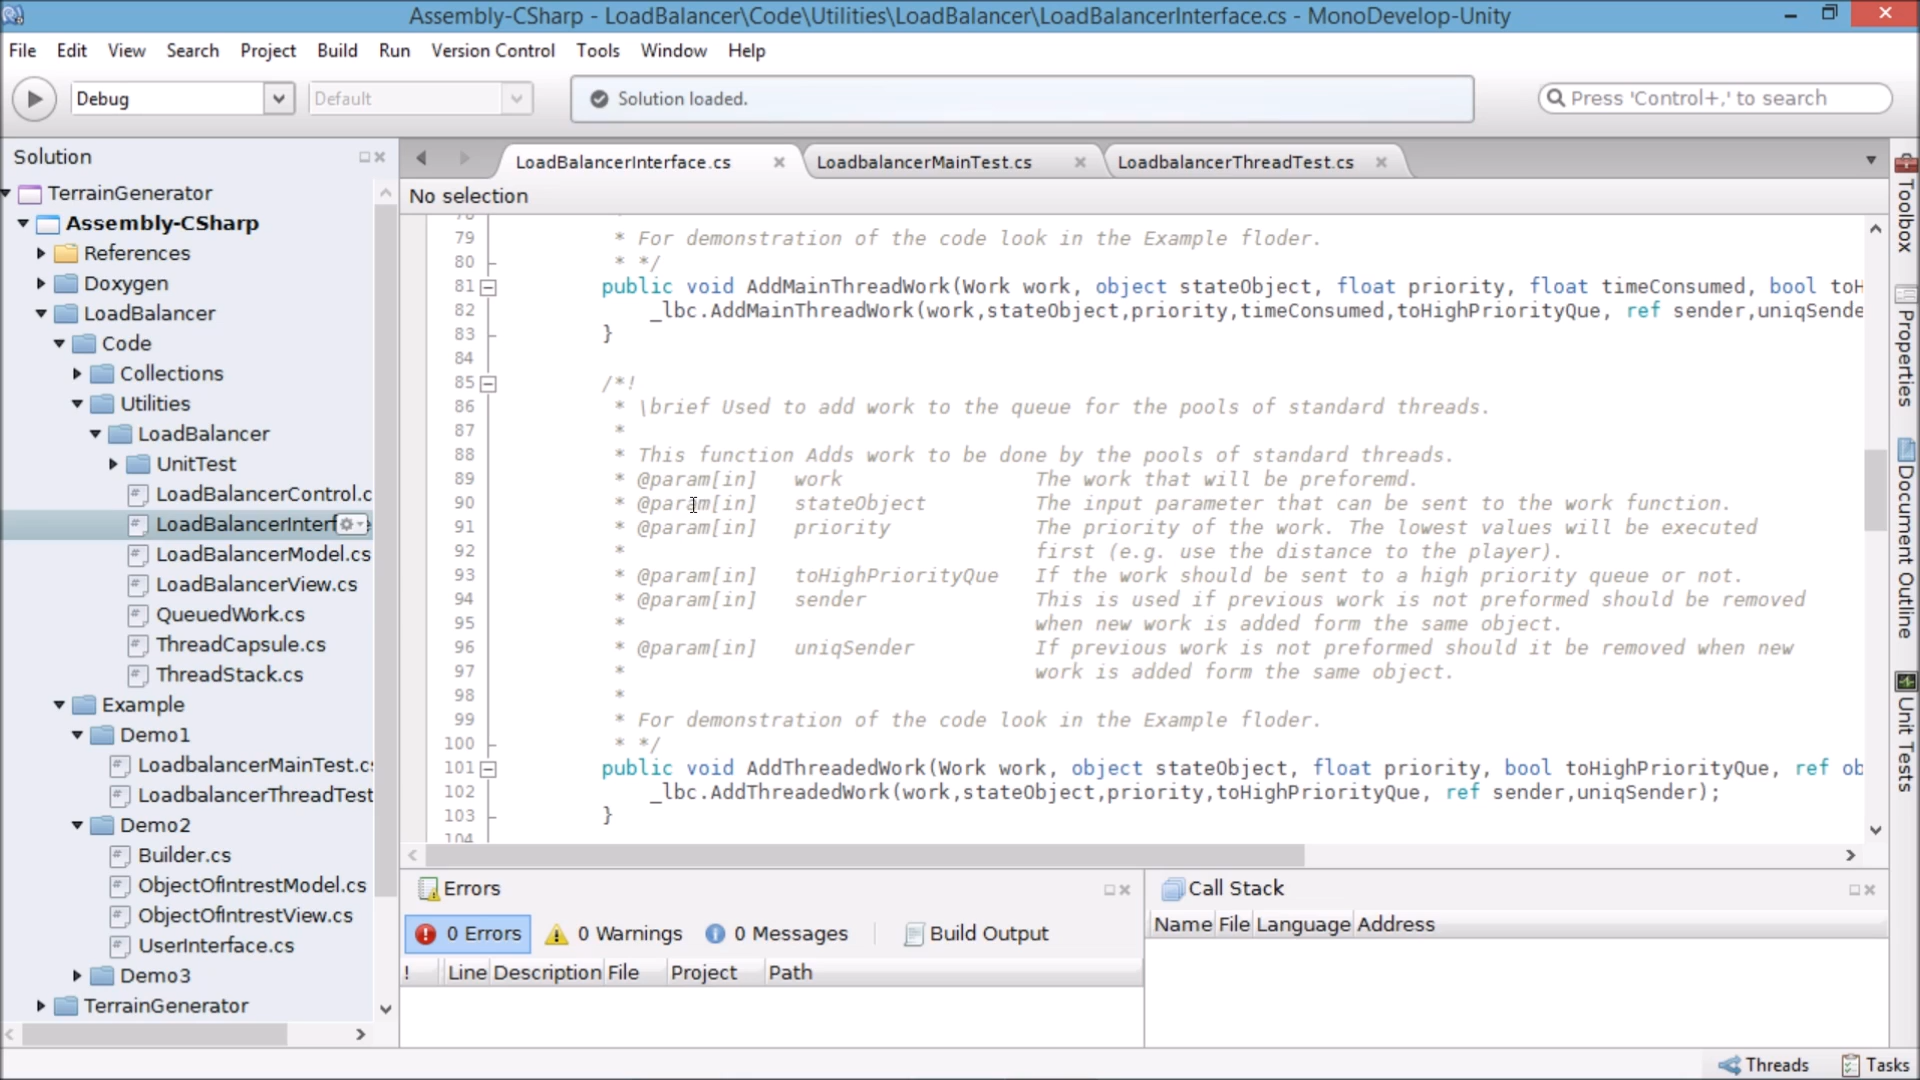 Assembly-CSharp - LoadBalancer\Code\Utilities\LoadBalancer\LoadBalancerInterface.cs - MonoDevelop-Unity
File Edit View Search Project Build Run Version Control Tools Window Help
Debug Default Solution loaded. Press 'Control+,' to search
Solution
TerrainGenerator
Assembly-CSharp
References
Doxygen
LoadBalancer
Code
Collections
Utilities
LoadBalancer
UnitTest
LoadBalancerControl.c
LoadBalancerInterf
LoadBalancerModel.cs
LoadBalancerView.cs
QueuedWork.cs
ThreadCapsule.cs
ThreadStack.cs
Example
Demo1
LoadbalancerMainTest.c
LoadbalancerThreadTest
Demo2
Builder.cs
ObjectOfIntrestModel.cs
ObjectOfIntrestView.cs
UserInterface.cs
Demo3
TerrainGenerator
LoadBalancerInterface.cs LoadbalancerMainTest.cs LoadbalancerThreadTest.cs
No selection
78 *
79 * For demonstration of the code look in the Example floder.
80 * */
81 public void AddMainThreadWork(Work work, object stateObject, float priority, float timeConsumed, bool toH
82 _lbc.AddMainThreadWork(work,stateObject,priority,timeConsumed,toHighPriorityQue, ref sender,uniqSende
83 }
84
85 /*!
86 * \brief Used to add work to the queue for the pools of standard threads.
87 *
88 * This function Adds work to be done by the pools of standard threads.
89 * @param[in] work The work that will be preforemd.
90 * @param[in] stateObject The input parameter that can be sent to the work function.
91 * @param[in] priority The priority of the work. The lowest values will be executed
92 * first (e.g. use the distance to the player).
93 * @param[in] toHighPriorityQue If the work should be sent to a high priority queue or not.
94 * @param[in] sender This is used if previous work is not preformed should be removed
95 * when new work is added form the same object.
96 * @param[in] uniqSender If previous work is not preformed should it be removed when new
97 * work is added form the same object.
98 *
99 * For demonstration of the code look in the Example floder.
100 * */
101 public void AddThreadedWork(Work work, object stateObject, float priority, bool toHighPriorityQue, ref ob
102 _lbc.AddThreadedWork(work,stateObject,priority,toHighPriorityQue, ref sender,uniqSender);
103 }
104
Toolbox
Properties
Document Outline
Unit Tests
Errors
0 Errors 0 Warnings 0 Messages Build Output
! Line Description File Project Path
Call Stack
Name File Language Address
Threads Tasks